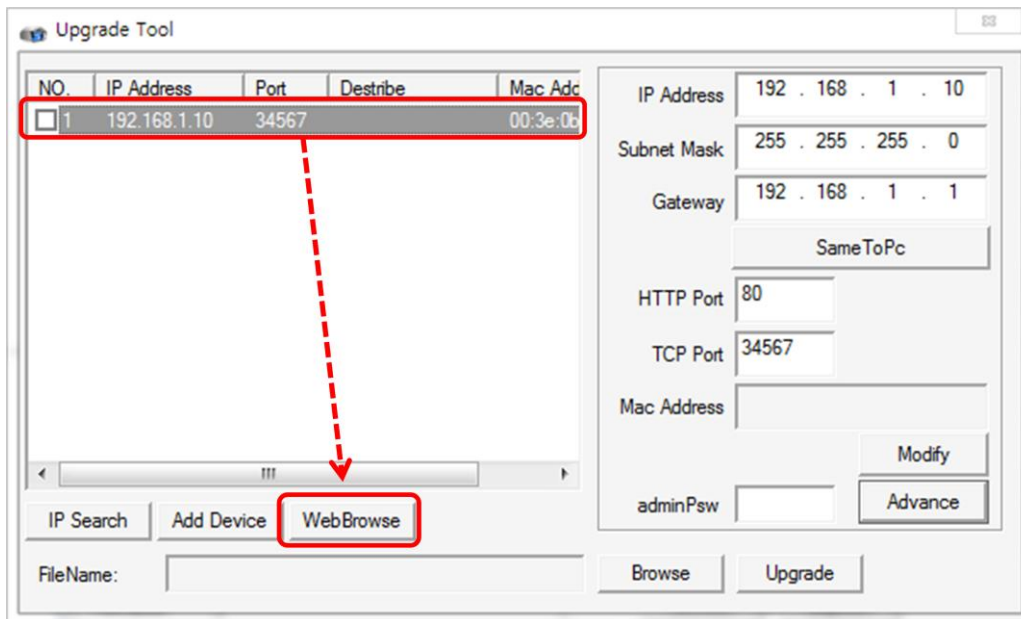 Upgrade Tool
NO. IP Address Port Destribe Mac Add
1 192.168.1.10 34567 00:3e:0b
IP Search Add Device WebBrowse
FileName:
IP Address 192 . 168 . 1 . 10
Subnet Mask 255 . 255 . 255 . 0
Gateway 192 . 168 . 1 . 1
SameToPc
HTTP Port 80
TCP Port 34567
Mac Address
Modify
adminPsw Advance
Browse Upgrade